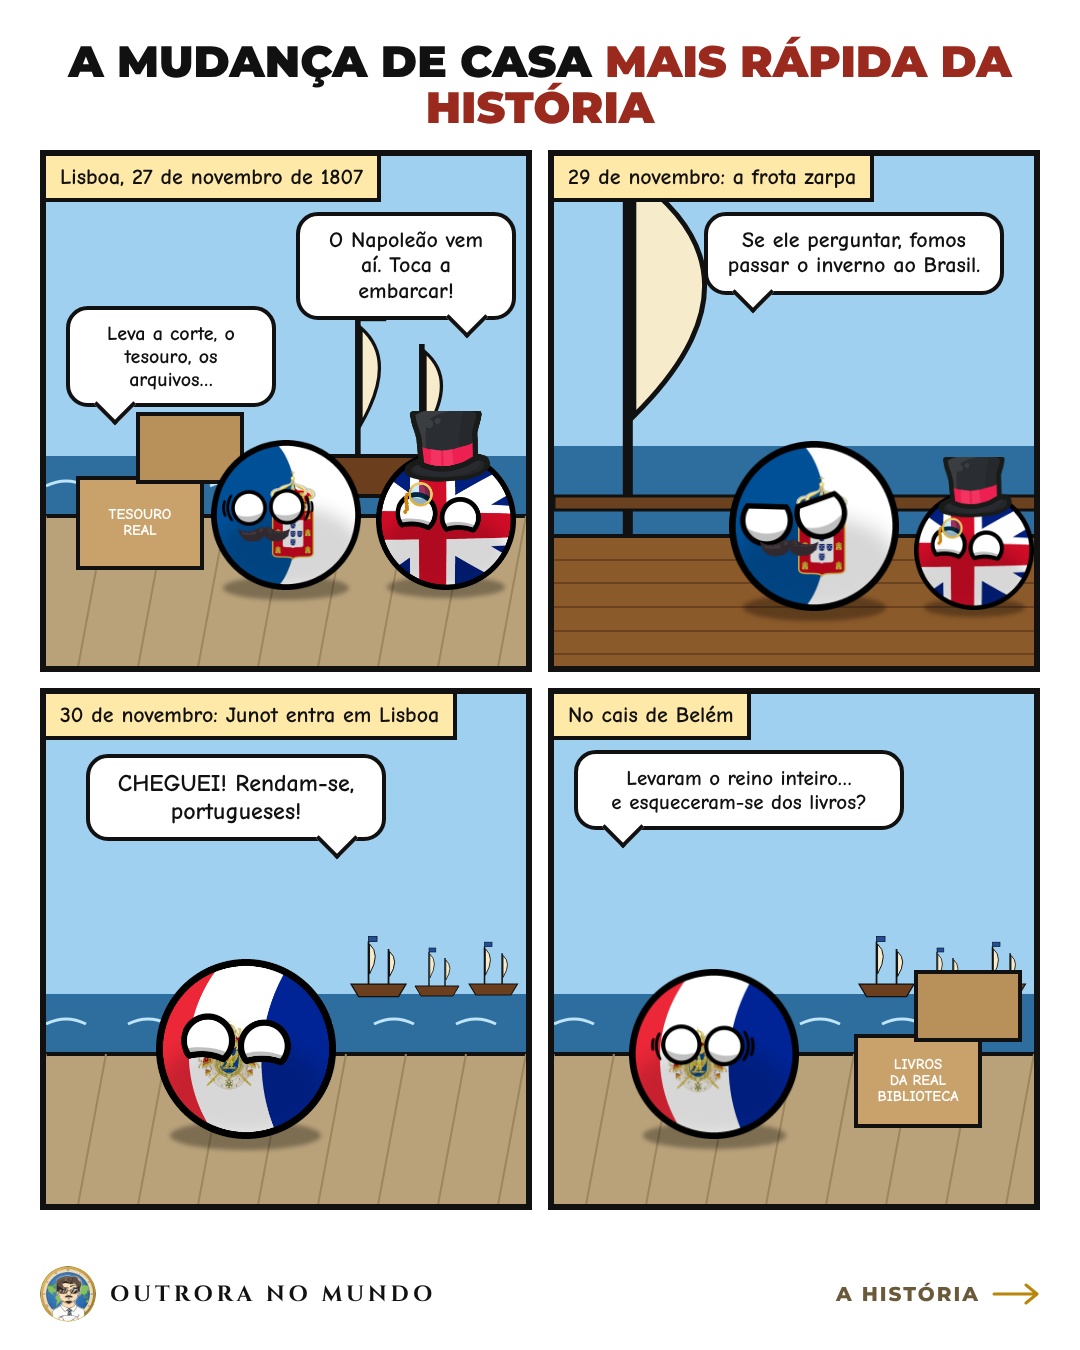 A MUDANÇA DE CASA MAIS RÁPIDA DA
HISTÓRIA
Lisboa, 27 de novembro de 1807
O Napoleão vem
aí. Toca a
embarcar!
Leva a corte, o
tesouro, os
arquivos...
TESOURO
REAL
29 de novembro: a frota zarpa
Se ele perguntar, fomos
passar o inverno ao Brasil.
30 de novembro: Junot entra em Lisboa
CHEGUEI! Rendam-se,
portugueses!
No cais de Belém
Levaram o reino inteiro...
e esqueceram-se dos livros?
LIVROS
DA REAL
BIBLIOTECA
OUTRORA NO MUNDO
A HISTÓRIA